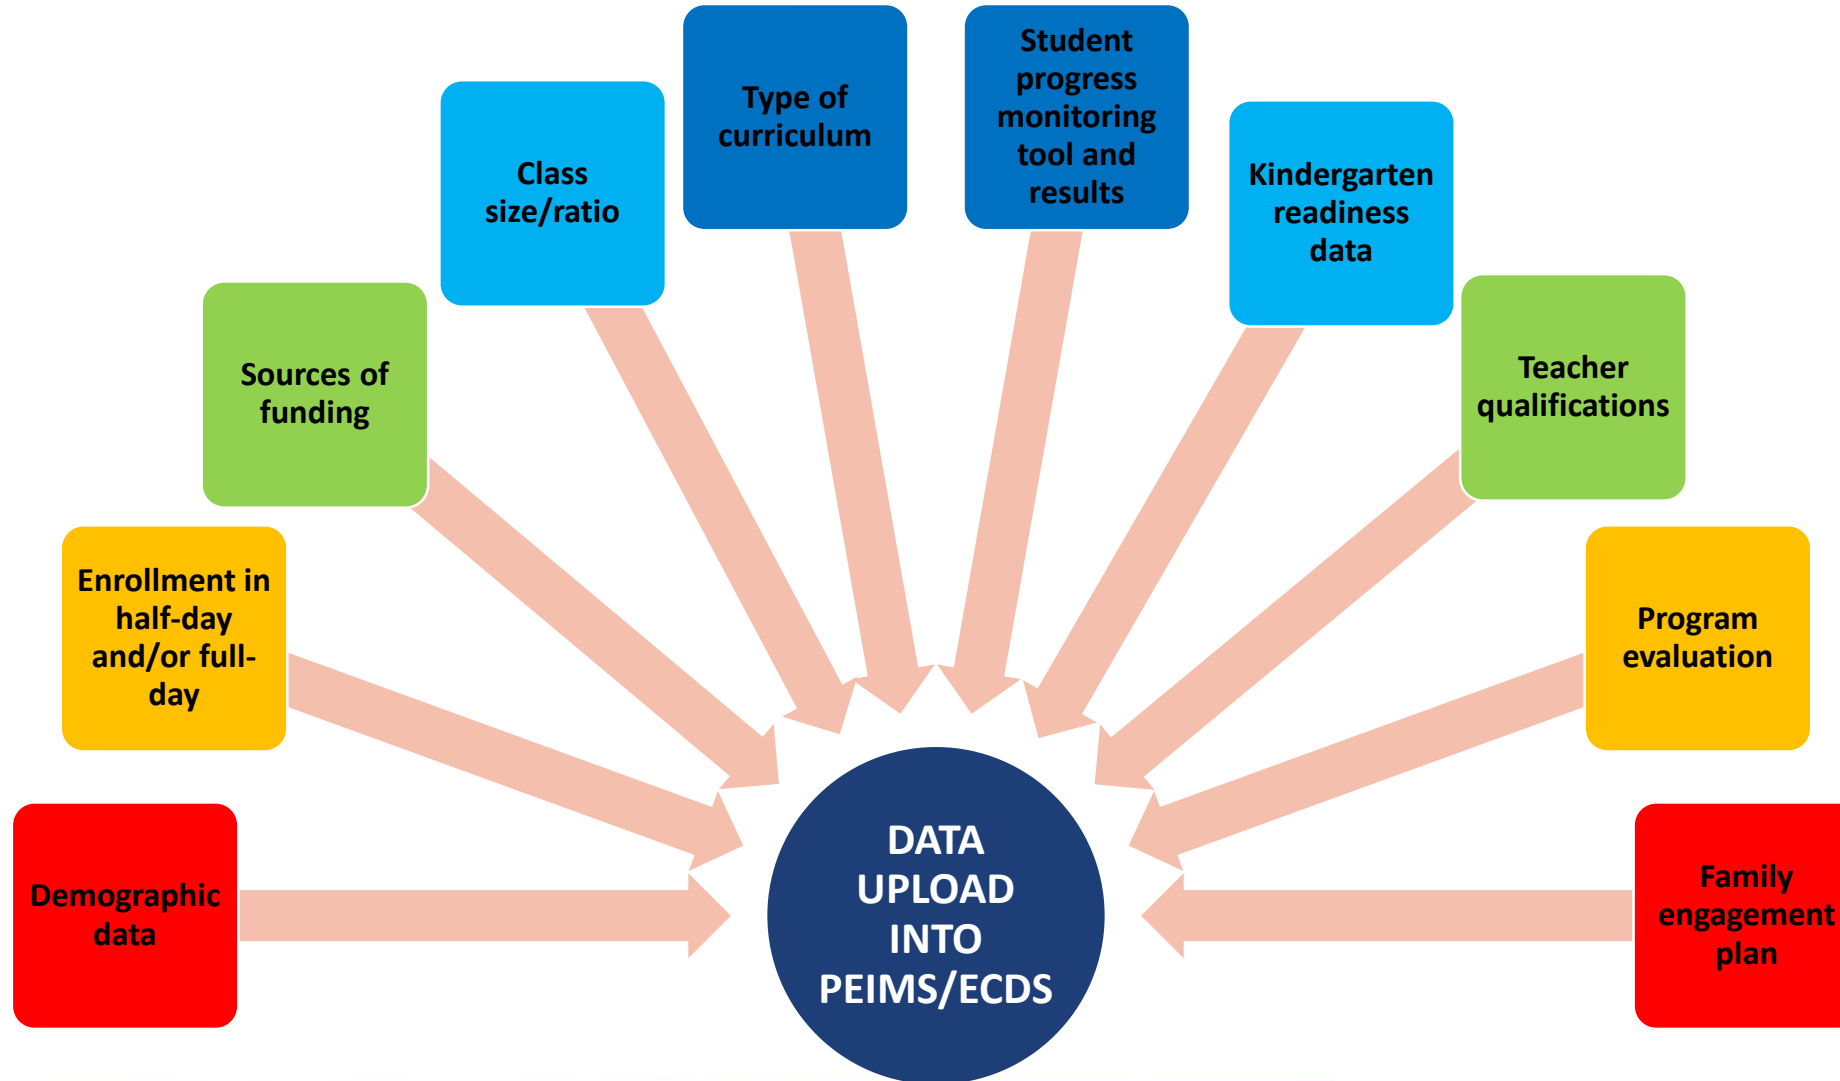 Demographic
data
Enrollment in
half-day
and/or full-
day
Sources of
funding
Class
size/ratio
Type of
curriculum
Student
progress
monitoring
tool and
results
Kindergarten
readiness
data
Teacher
qualifications
Program
evaluation
Family
engagement
plan
DATA
UPLOAD
INTO
PEIMS/ECDS